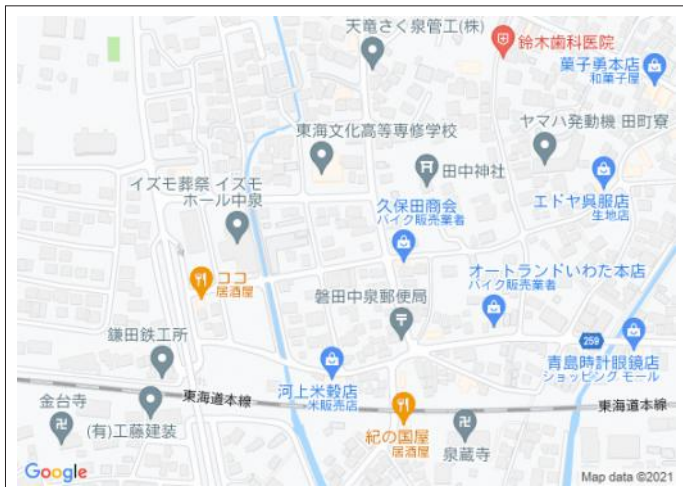 天竜さく泉管工(株)
鈴木歯科医院
菓子勇本店
和菓子屋
東海文化高等専修学校
ヤマハ発動機 田町寮
田中神社
イズモ葬祭 イズモ
ホール中泉
久保田商会
バイク販売業者
エドヤ呉服店
生地店
ココ
居酒屋
オートランドいわた本店
バイク販売業者
磐田中泉郵便局
鎌田鉄工所
259
青島時計眼鏡店
ショッピング モール
河上米穀店
米販売店
東海道本線
東海道本線
金台寺
(有)工藤建装
紀の国屋
居酒屋
泉蔵寺
Google
Map data ©2021